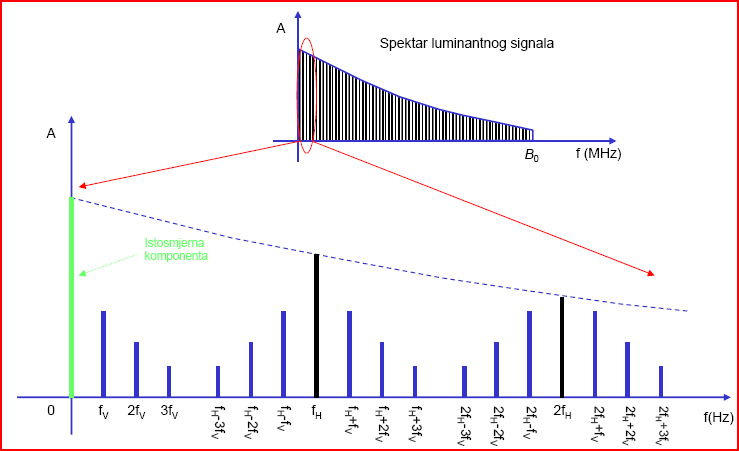 A
Spektar luminantnog signala
B0
f (MHz)
A
Istosmjerna
komponenta
0
fV
2fV
3fV
fH-3fV
fH-2fV
fH-fV
fH
fH+fV
fH+2fV
fH+3fV
2fH-3fV
2fH-2fV
2fH-fV
2fH
2fH+fV
2fH+2fV
2fH+3fV
f(Hz)